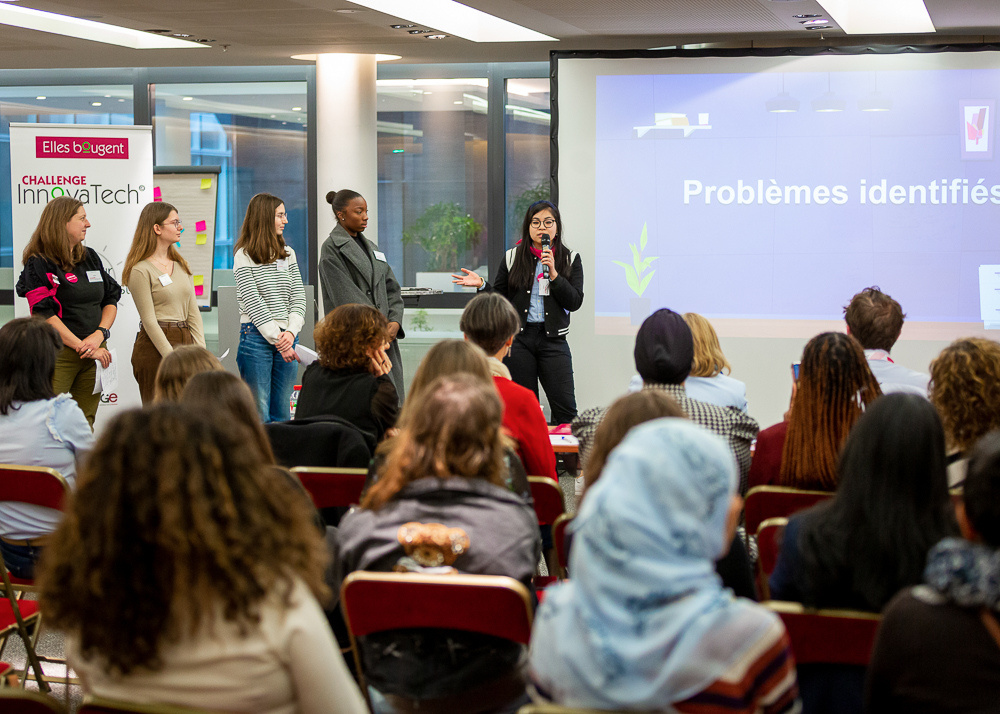 Elles bougent
CHALLENGE
InnovaTech®
Problèmes identifiés